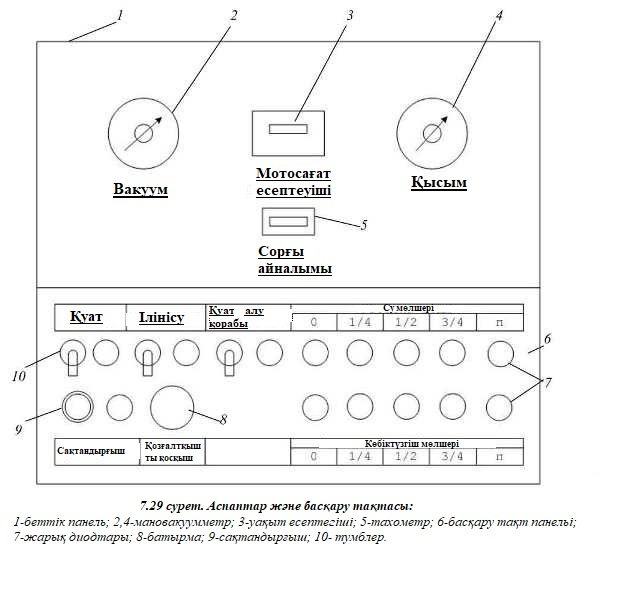 1
2
3
4
Вакуум
Мотосағат
есептеуіші
Қысым
5
Сорғы
айналымы
Қуат
Ілінісу
Қуат алу
қорабы
Су мөлшері
0 1/4 1/2 3/4 п
6
10
7
9
8
Сақтандырғыш
Қозғалтқыш
ты қосқыш
Көбіктүзгіш мөлшері
0 1/4 1/2 3/4 п
7.29 сурет. Аспаптар және басқару тақтасы:
1-беттік панель; 2,4-мановакуумметр; 3-уақыт есептегіші; 5-тахометр; 6-басқару тақт панельі;
7-жарық диодтары; 8-батырма; 9-сақтандырғыш; 10- тумблер.